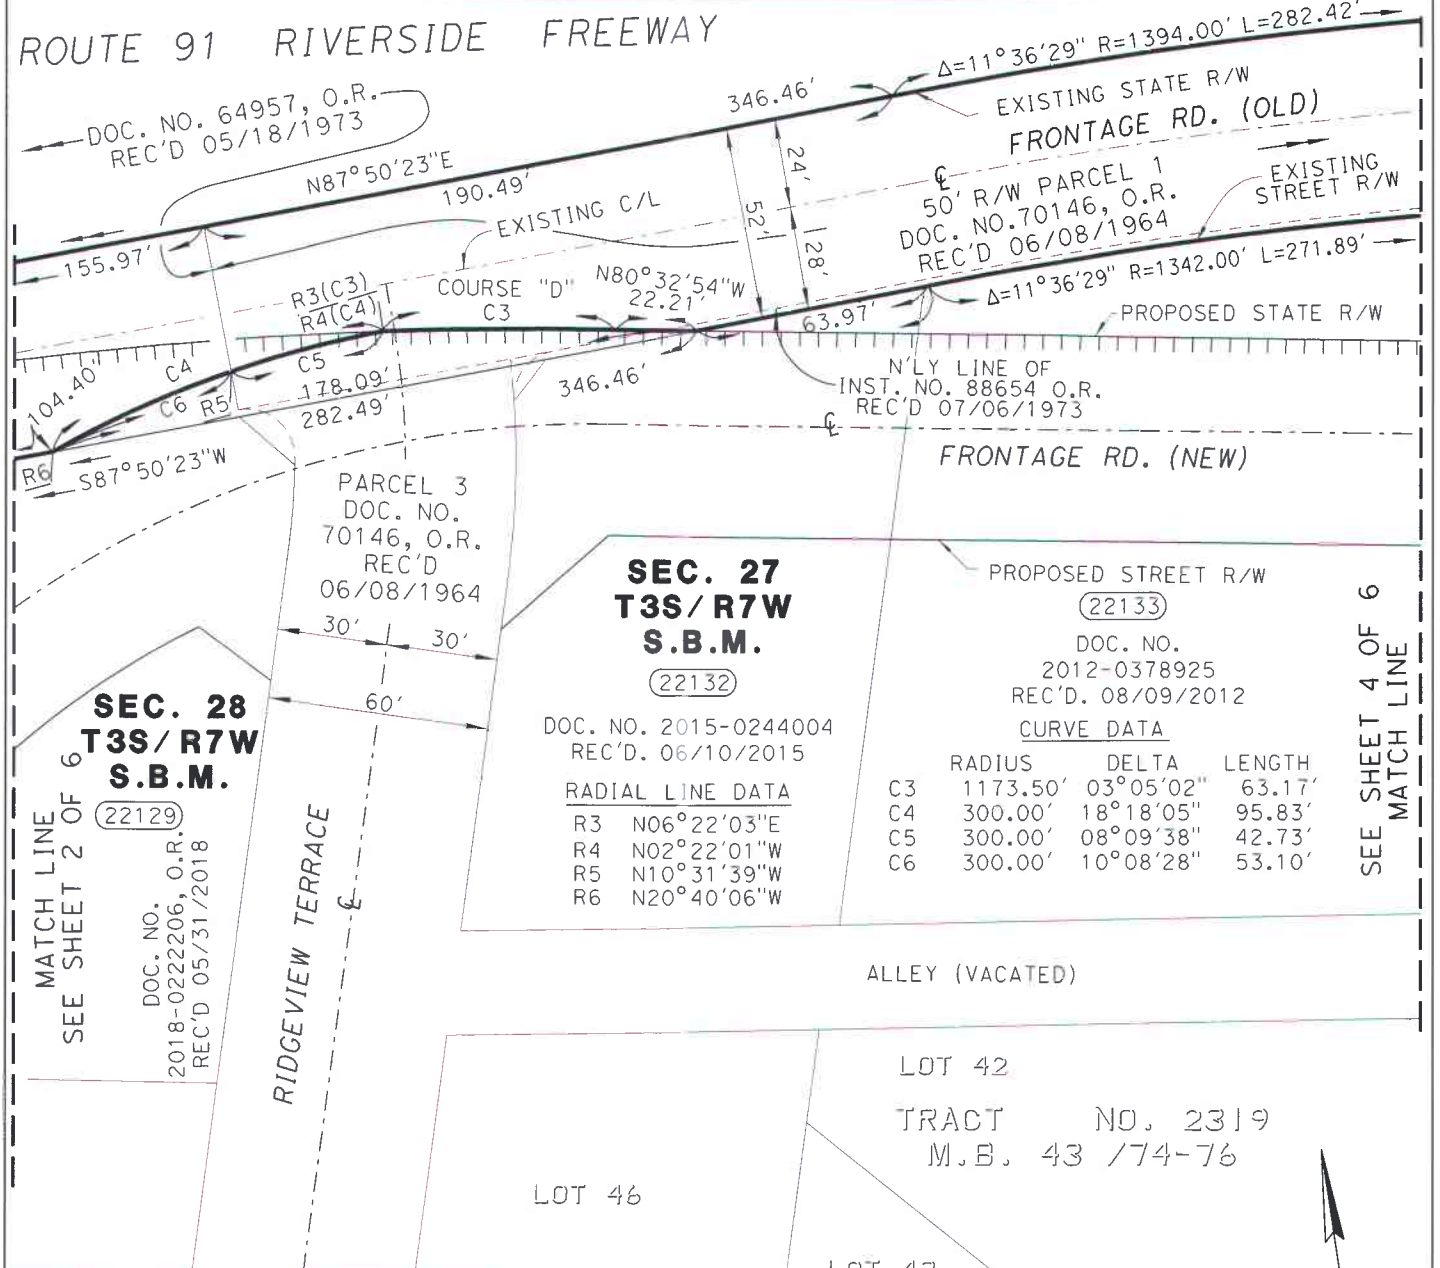 ROUTE 91 RIVERSIDE FREEWAY
Δ=11°36'29" R=1394.00' L=282.42'
346.46'
EXISTING STATE R/W
FRONTAGE RD. (OLD)
DOC. NO. 64957, O.R.
REC'D 05/18/1973
N87°50'23"E
190.49'
24'
52'
28'
℄
50' R/W PARCEL 1
DOC. NO.70146, O.R.
REC'D 06/08/1964
EXISTING
STREET R/W
EXISTING C/L
155.97'
R3(C3)
R4(C4)
COURSE "D"
C3
N80°32'54"W
22.21'
63.97'
Δ=11°36'29" R=1342.00' L=271.89'
PROPOSED STATE R/W
104.40'
C4
C5
C6
R5
178.09'
282.49'
346.46'
N'LY LINE OF
INST. NO. 88654 O.R.
REC'D 07/06/1973
℄
FRONTAGE RD. (NEW)
R6
S87°50'23"W
PARCEL 3
DOC. NO.
70146, O.R.
REC'D
06/08/1964
30'
30'
60'
SEC. 27
T3S/R7W
S.B.M.
22132
DOC. NO. 2015-0244004
REC'D. 06/10/2015
RADIAL LINE DATA
R3 N06°22'03"E
R4 N02°22'01"W
R5 N10°31'39"W
R6 N20°40'06"W
PROPOSED STREET R/W
22133
DOC. NO.
2012-0378925
REC'D. 08/09/2012
CURVE DATA
RADIUS DELTA LENGTH
C3 1173.50' 03°05'02" 63.17'
C4 300.00' 18°18'05" 95.83'
C5 300.00' 08°09'38" 42.73'
C6 300.00' 10°08'28" 53.10'
SEE SHEET 4 OF 6
MATCH LINE
SEC. 28
T3S/R7W
S.B.M.
22129
DOC. NO.
2018-0222206, O.R.
REC'D 05/31/2018
MATCH LINE
SEE SHEET 2 OF 6
RIDGEVIEW TERRACE
℄
ALLEY (VACATED)
LOT 42
TRACT NO. 2319
M.B. 43 /74-76
LOT 46
LOT 47